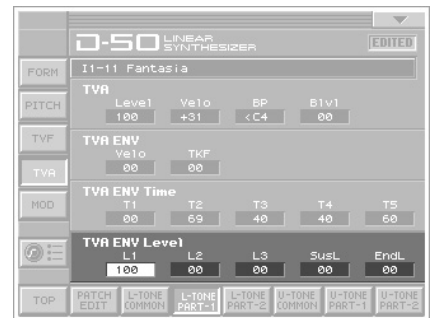 D-50 LINEAR SYNTHESIZER EDITED
FORM
I1-11 Fantasia
PITCH
TVA
Level Velo BP Blvl
100 +31 <C4 00
TVF
TVA ENV
Velo TKF
00 00
TVA
TVA ENV Time
MOD
T1 T2 T3 T4 T5
00 69 40 40 60
TVA ENV Level
L1 L2 L3 SusL EndL
100 00 00 00 00
TOP
PATCH EDIT
L-TONE COMMON
L-TONE PART-1
L-TONE PART-2
U-TONE COMMON
U-TONE PART-1
U-TONE PART-2